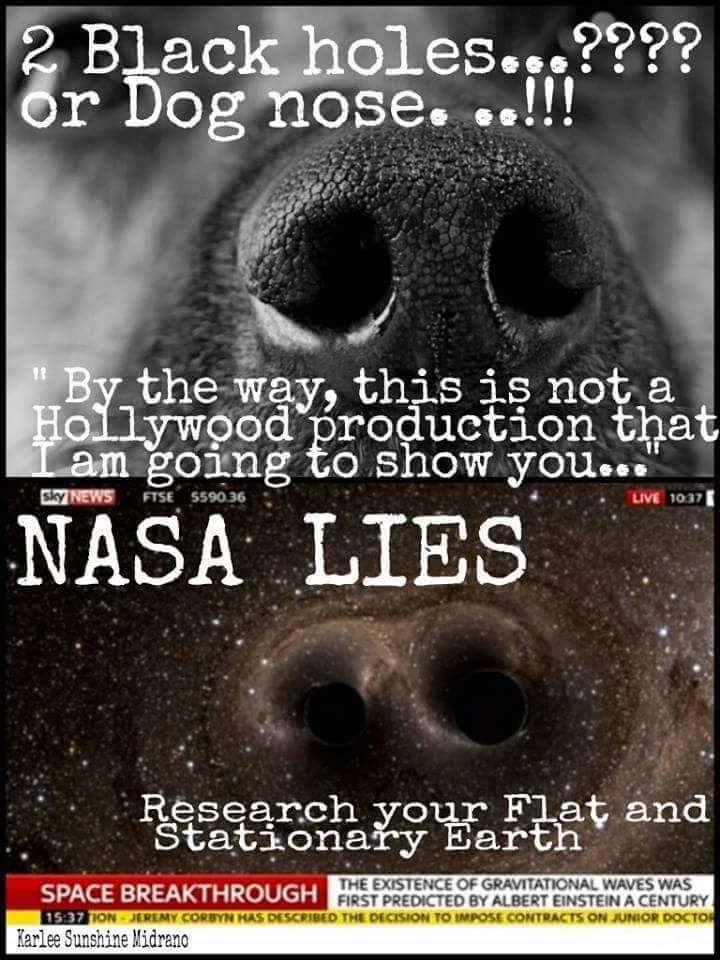 2 Black holes...????
or Dog nose. ..!!!
" By the way, this is not a
Hollywood production that
I am going to show you..."
sky NEWS FTSE 5590.36 LIVE 10:37
NASA LIES
Research your Flat and
Stationary Earth
SPACE BREAKTHROUGH
THE EXISTENCE OF GRAVITATIONAL WAVES WAS
FIRST PREDICTED BY ALBERT EINSTEIN A CENTURY
15:37 TION - JEREMY CORBYN HAS DESCRIBED THE DECISION TO IMPOSE CONTRACTS ON JUNIOR DOCTOR
Karlee Sunshine Midrano